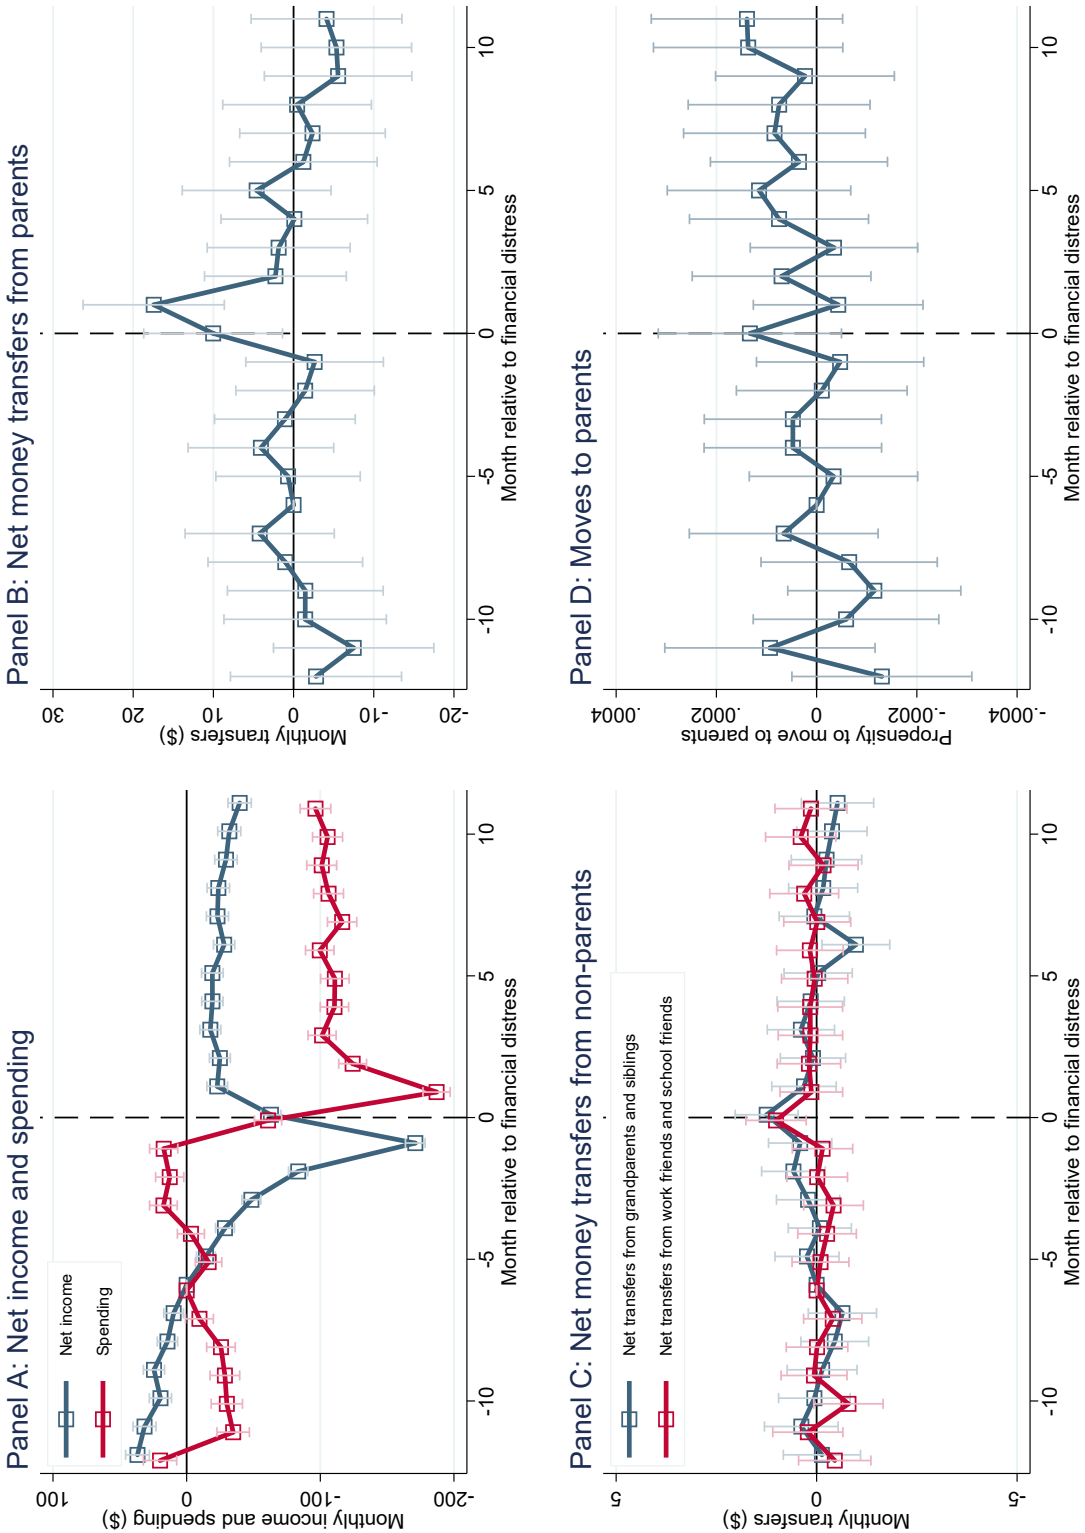 Panel A: Net income and spending
Monthly income and spending ($)
100
0
-100
-200
Net income
Spending
-10
-5
0
5
10
Month relative to financial distress
Panel B: Net money transfers from parents
Monthly transfers ($)
30
20
10
0
-10
-20
-10
-5
0
5
10
Month relative to financial distress
Panel C: Net money transfers from non-parents
Monthly transfers ($)
5
0
-5
Net transfers from grandparents and siblings
Net transfers from work friends and school friends
-10
-5
0
5
10
Month relative to financial distress
Panel D: Moves to parents
Propensity to move to parents
.0004
.0002
0
-.0002
-.0004
-10
-5
0
5
10
Month relative to financial distress